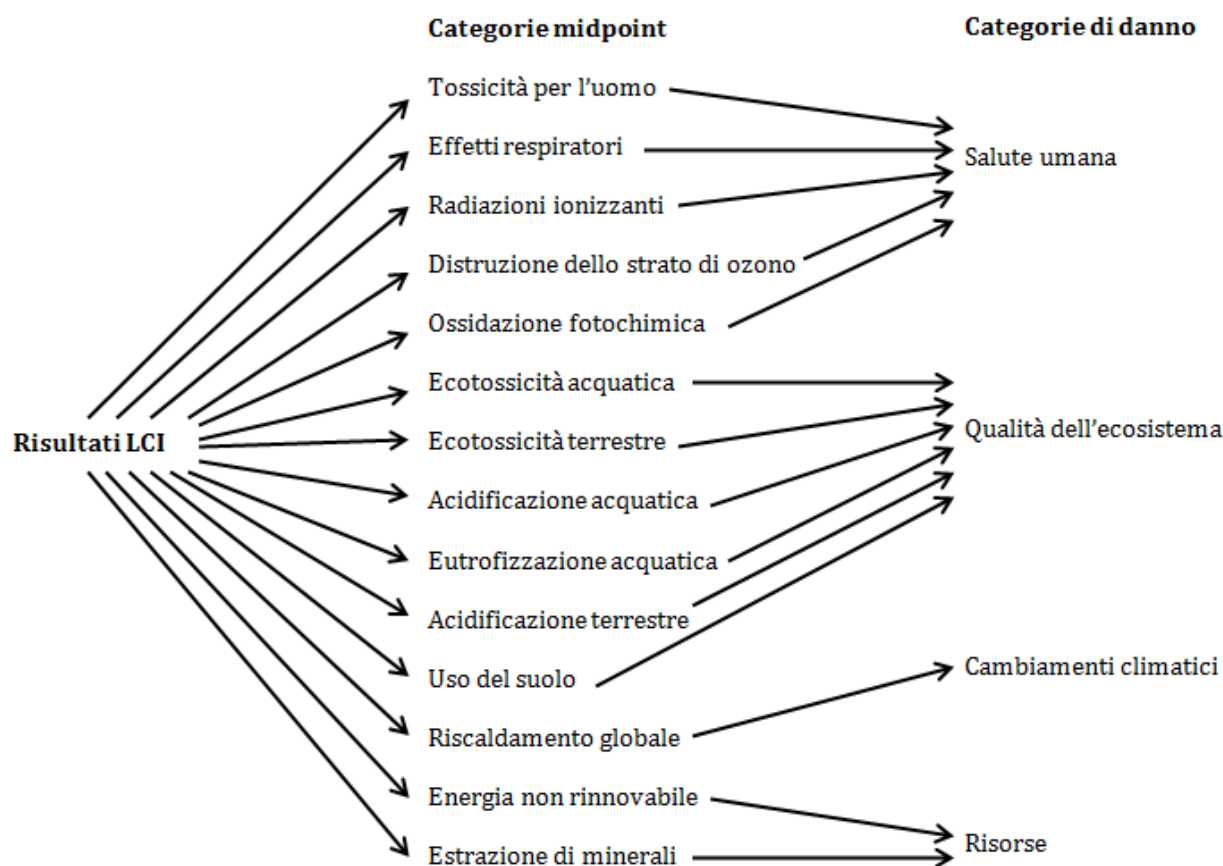 Categorie midpoint
Categorie di danno
Tossicità per l'uomo
Effetti respiratori
Salute umana
Radiazioni ionizzanti
Distruzione dello strato di ozono
Ossidazione fotochimica
Ecotossicità acquatica
Risultati LCI
Ecotossicità terrestre
Qualità dell'ecosistema
Acidificazione acquatica
Eutrofizzazione acquatica
Acidificazione terrestre
Uso del suolo
Cambiamenti climatici
Riscaldamento globale
Energia non rinnovabile
Risorse
Estrazione di minerali